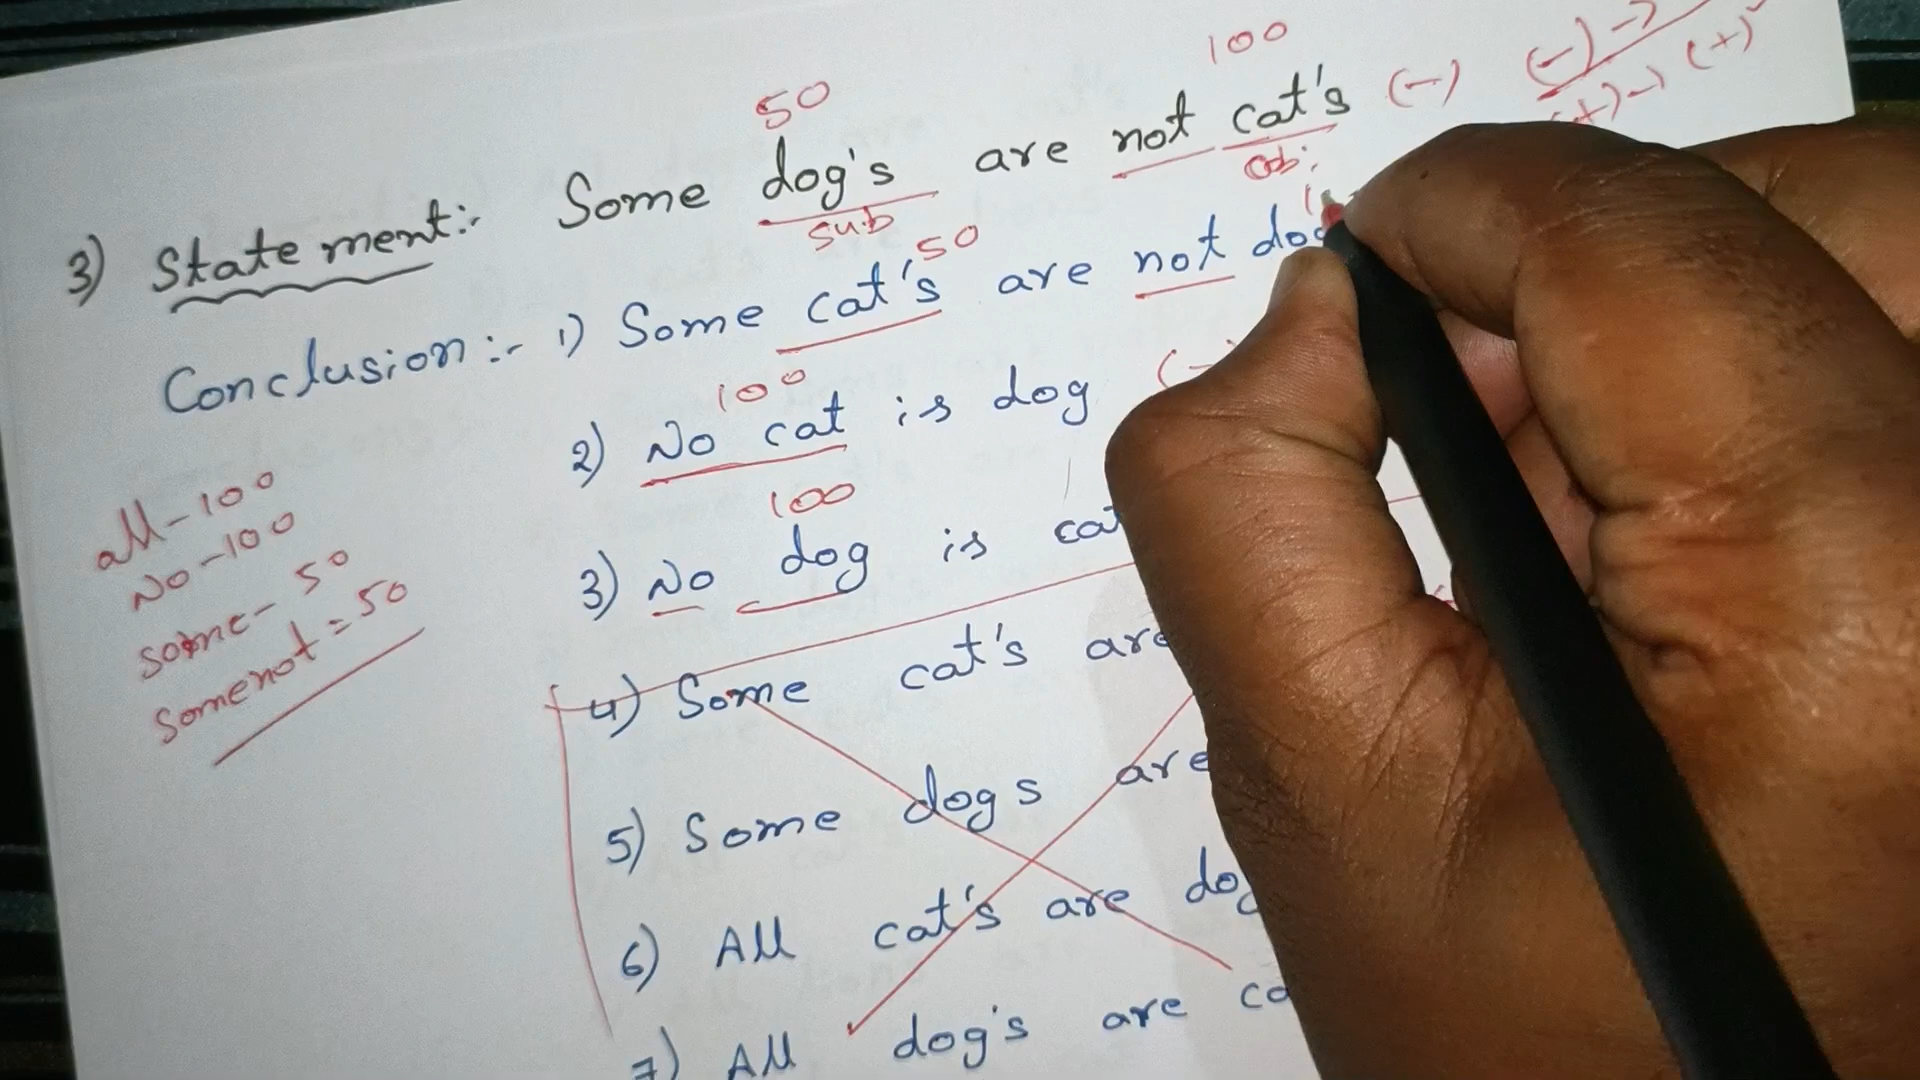 100
50
(-) (-) -
(+) - (+)
3) Statement:- Some dog's are not cat's
sub
ob:
50
Conclusion:- 1) Some cat's are not
100
2) No cat is dog
100
3) No dog is cat
4) Some cat's are
5) Some dogs are
6) All cat's are
7) All dog's are
all - 100
No - 100
some - 50
somenot = 50